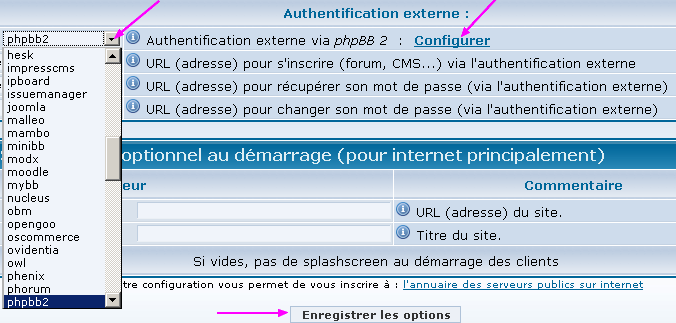 Authentification externe :
phpbb2
Authentification externe via phpBB 2 : Configurer
hesk
impresscms
ipboard
issuemanager
joomla
malleo
mambo
minibb
modx
moodle
mybb
nucleus
obm
opengoo
oscommerce
ovidentia
owl
phenix
phorum
phpbb2
URL (adresse) pour s'inscrire (forum, CMS...) via l'authentification externe
URL (adresse) pour récupérer son mot de passe (via l'authentification externe)
URL (adresse) pour changer son mot de passe (via l'authentification externe)
optionnel au démarrage (pour internet principalement)
eur Commentaire
URL (adresse) du site.
Titre du site.
Si vides, pas de splashscreen au démarrage des clients
tre configuration vous permet de vous inscrire à : l'annuaire des serveurs publics sur internet
Enregistrer les options